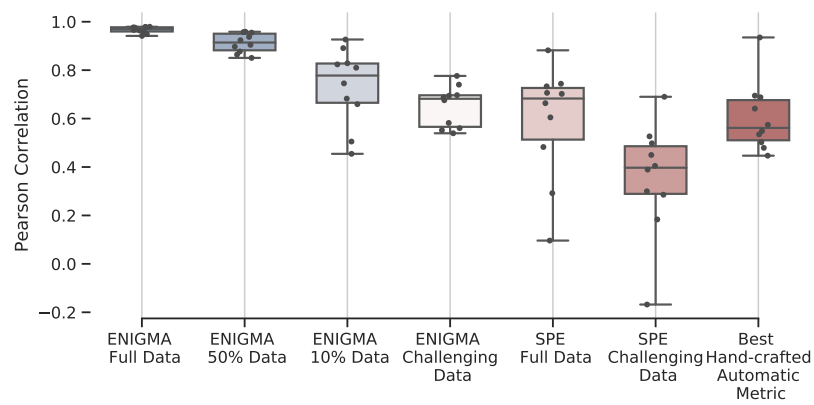 1.0
0.8
0.6
0.4
0.2
0.0
−0.2
Pearson Correlation
ENIGMA
Full Data
ENIGMA
50% Data
ENIGMA
10% Data
ENIGMA
Challenging
Data
SPE
Full Data
SPE
Challenging
Data
Best
Hand-crafted
Automatic
Metric